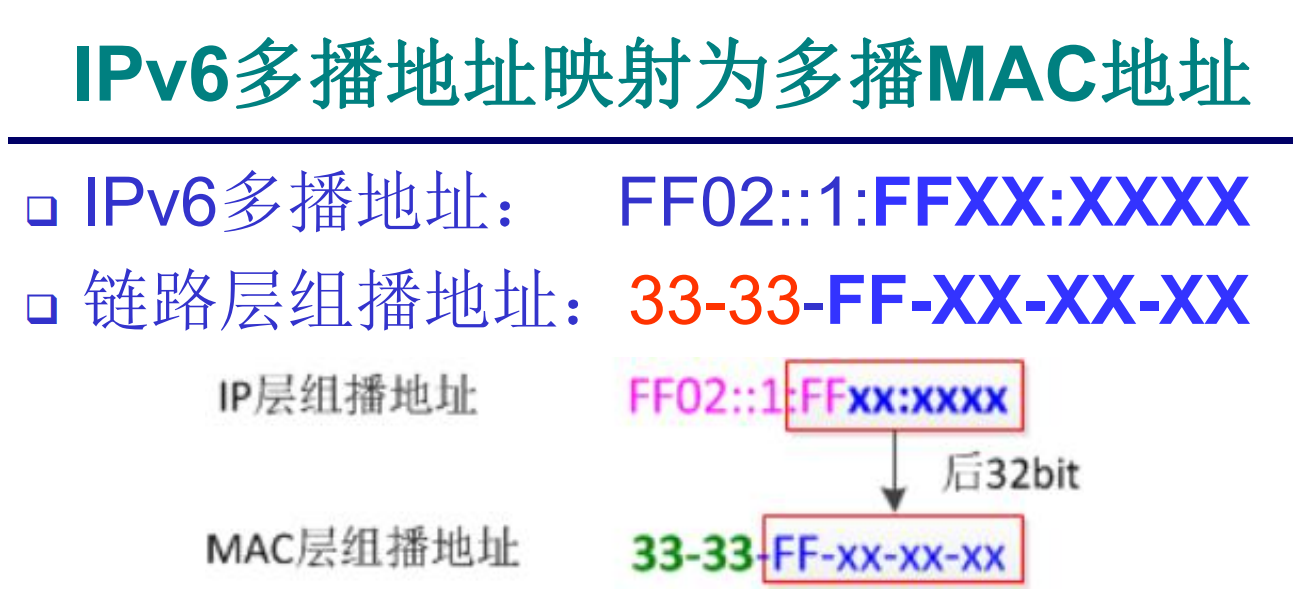 IPv6多播地址映射为多播MAC地址
IPv6多播地址： FF02::1:FFXX:XXXX
链路层组播地址：33-33-FF-XX-XX-XX
IP层组播地址 FF02::1:FFxx:xxxx
后32bit
MAC层组播地址 33-33-FF-xx-xx-xx